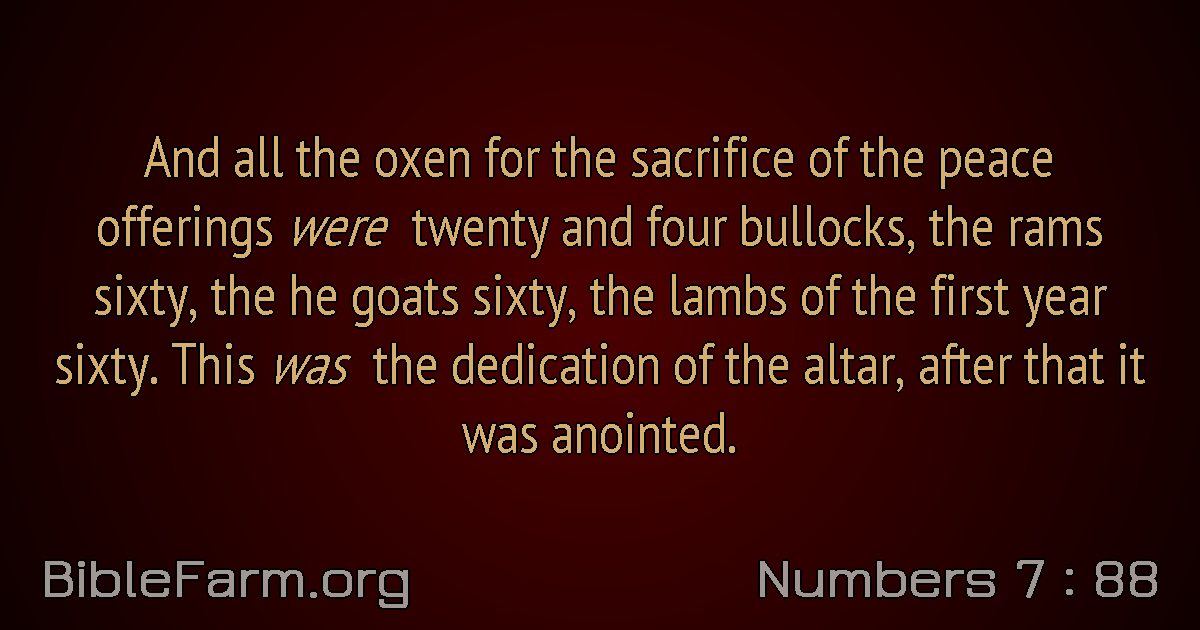 And all the oxen for the sacrifice of the peace
offerings were twenty and four bullocks, the rams
sixty, the he goats sixty, the lambs of the first year
sixty. This was the dedication of the altar, after that it
was anointed.
BibleFarm.org
Numbers 7 : 88